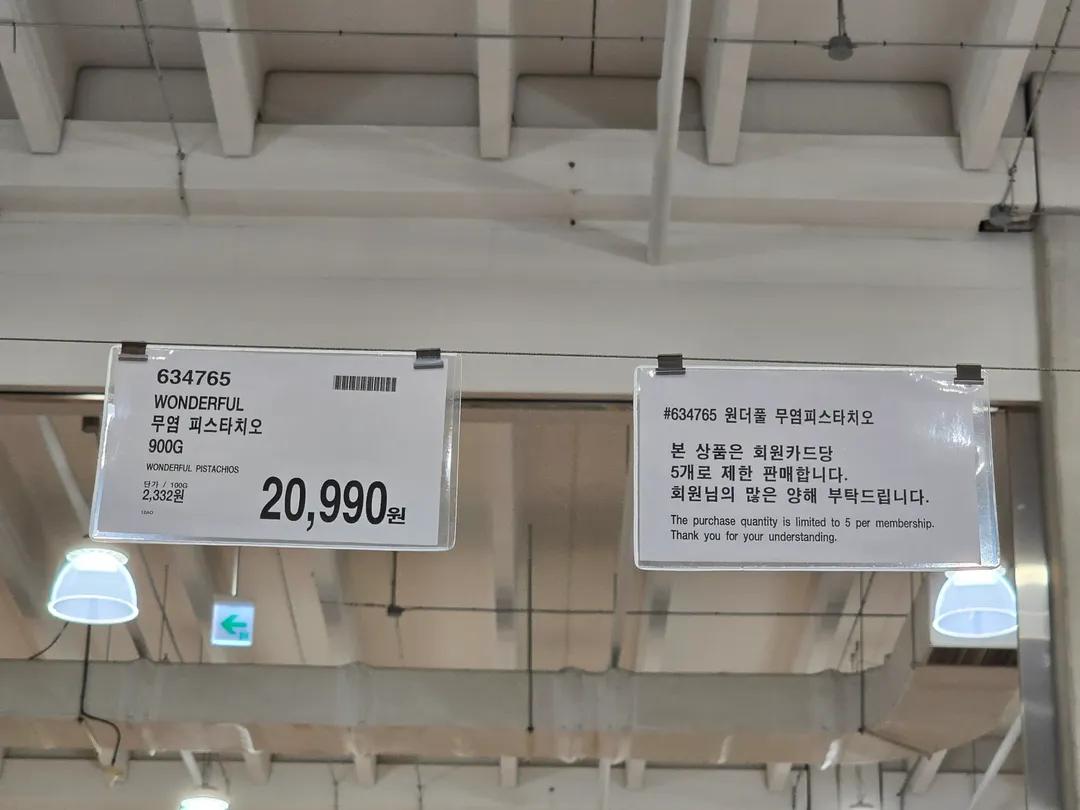 634765
WONDERFUL
무염 피스타치오
900G
WONDERFUL PISTACHIOS
단가 / 100G
2,332원
20,990원
#634765 원더풀 무염피스타치오
본 상품은 회원카드당
5개로 제한 판매합니다.
회원님의 많은 양해 부탁드립니다.
The purchase quantity is limited to 5 per membership.
Thank you for your understanding.